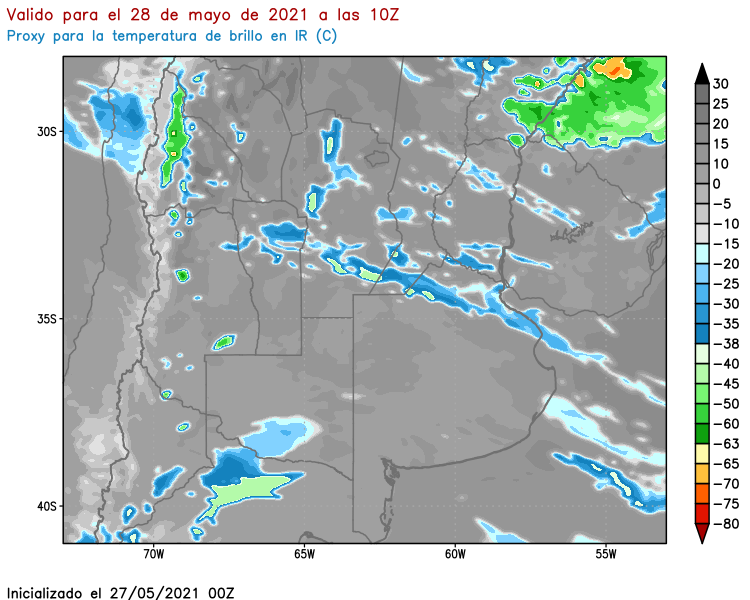 Valido para el 28 de mayo de 2021 a las 10Z
Proxy para la temperatura de brillo en IR (C)
30S
35S
40S
70W
65W
60W
55W
30
25
20
15
10
0
−5
−10
−15
−20
−25
−30
−35
−38
−40
−45
−50
−60
−63
−65
−70
−75
−80
Inicializado el 27/05/2021 00Z